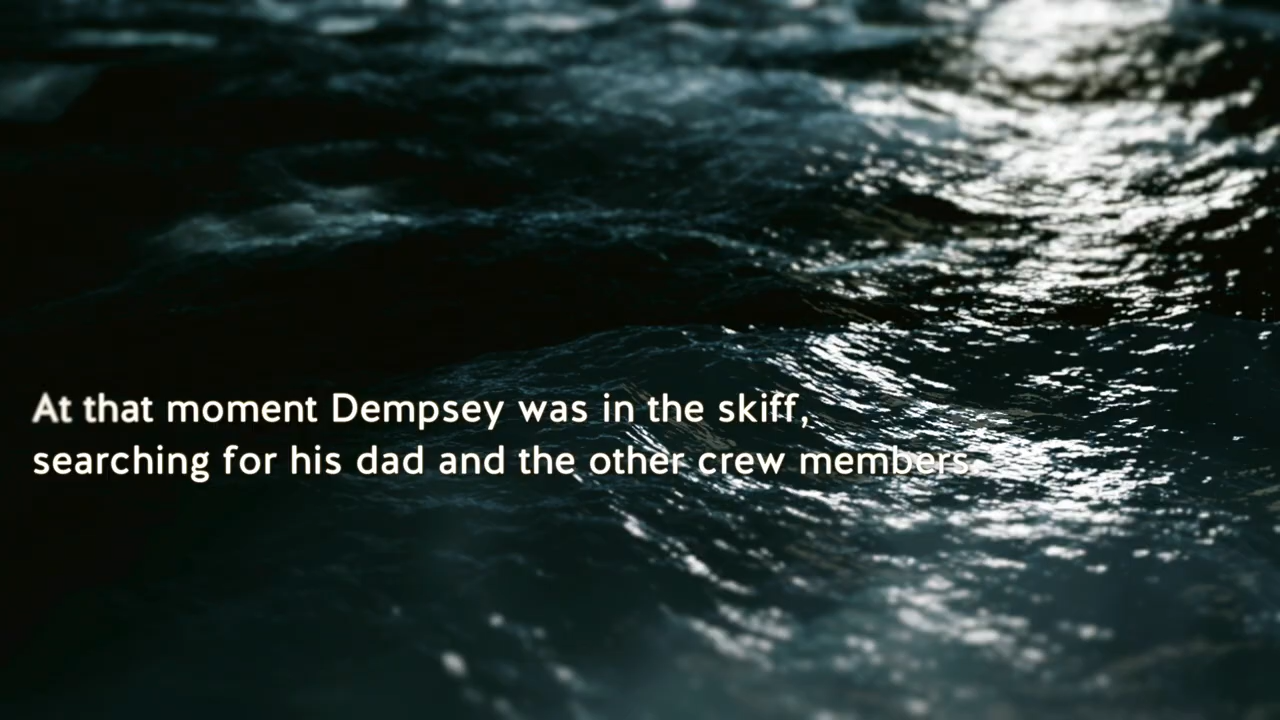 At that moment Dempsey was in the skiff,
searching for his dad and the other crew members.